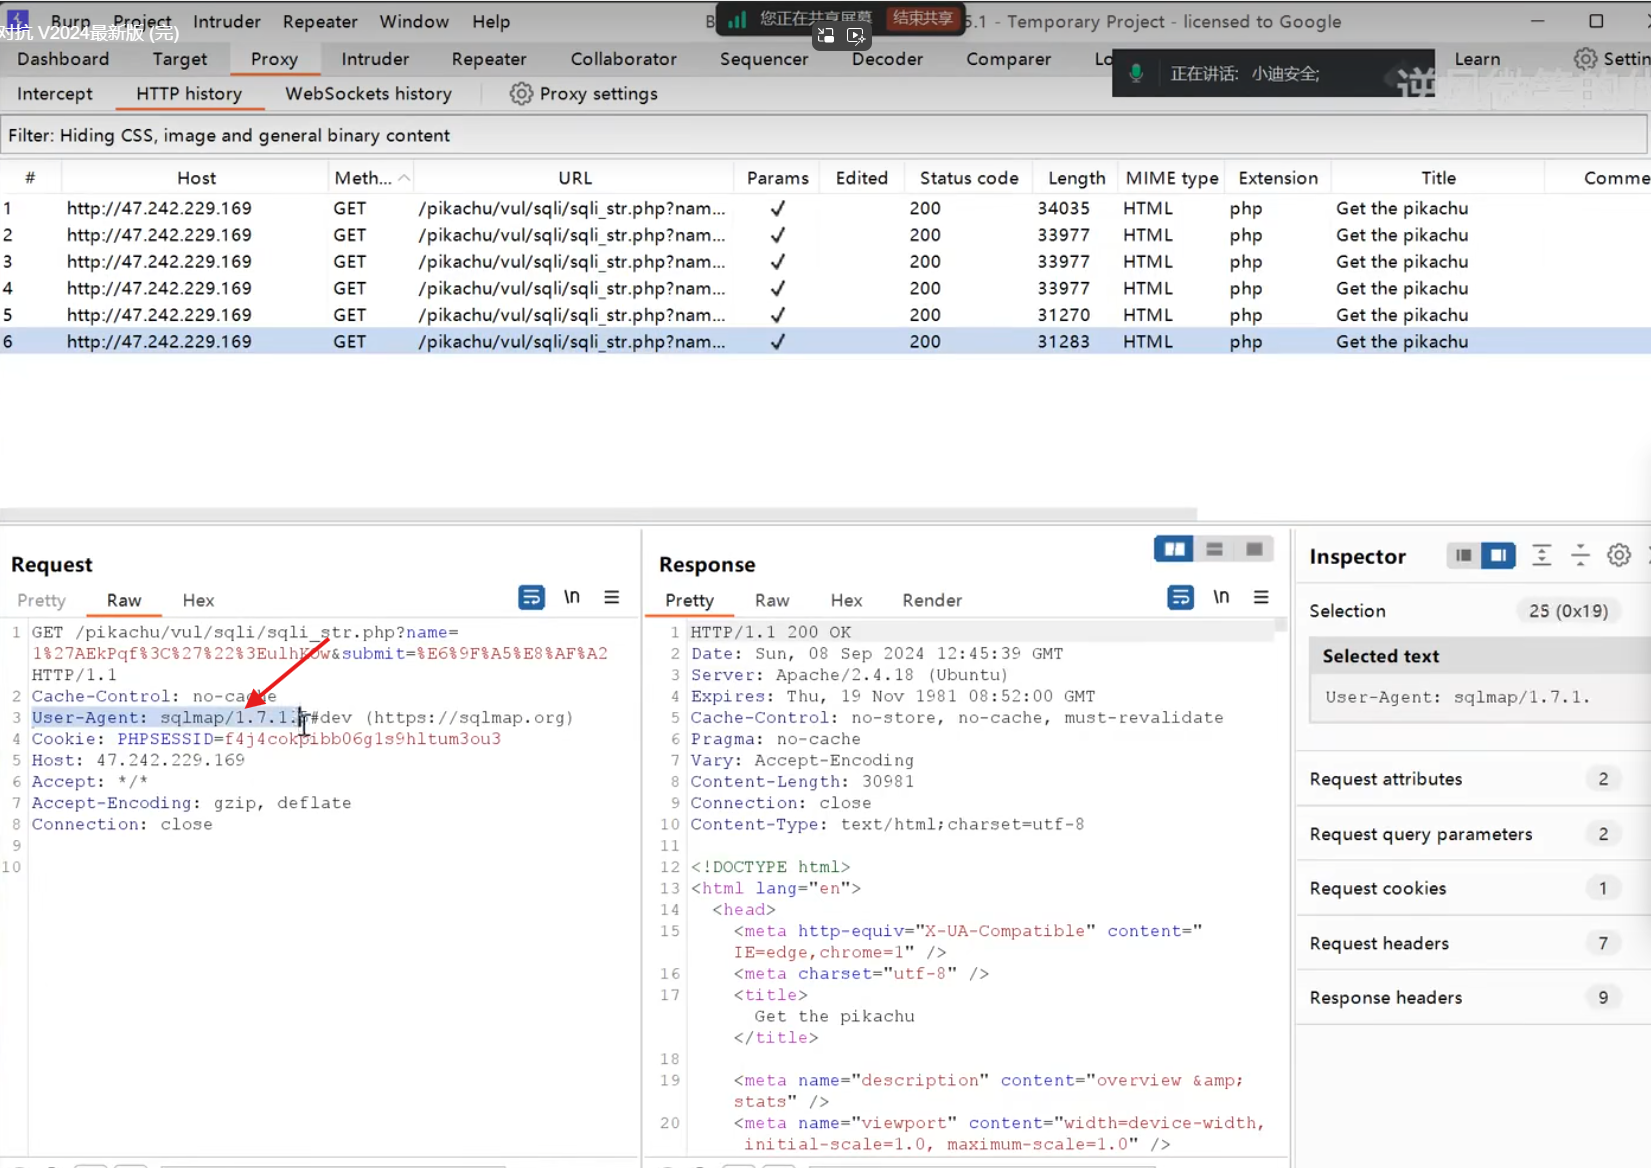 Burp Project Intruder Repeater Window Help
5.1 - Temporary Project - licensed to Google
对抗 V2024最新版 (完)
您正在共享屏幕 结束共享
Dashboard Target Proxy Intruder Repeater Collaborator Sequencer Decoder Comparer Lo Learn Settin
正在讲话: 小迪安全;
Intercept HTTP history WebSockets history Proxy settings
Filter: Hiding CSS, image and general binary content
# Host Meth... URL Params Edited Status code Length MIME type Extension Title Comme
1 http://47.242.229.169 GET /pikachu/vul/sqli/sqli_str.php?nam... ✓ 200 34035 HTML php Get the pikachu
2 http://47.242.229.169 GET /pikachu/vul/sqli/sqli_str.php?nam... ✓ 200 33977 HTML php Get the pikachu
3 http://47.242.229.169 GET /pikachu/vul/sqli/sqli_str.php?nam... ✓ 200 33977 HTML php Get the pikachu
4 http://47.242.229.169 GET /pikachu/vul/sqli/sqli_str.php?nam... ✓ 200 33977 HTML php Get the pikachu
5 http://47.242.229.169 GET /pikachu/vul/sqli/sqli_str.php?nam... ✓ 200 31270 HTML php Get the pikachu
6 http://47.242.229.169 GET /pikachu/vul/sqli/sqli_str.php?nam... ✓ 200 31283 HTML php Get the pikachu
Request
Pretty Raw Hex \n
1 GET /pikachu/vul/sqli/sqli_str.php?name=
1%27AEkPqf%3C%27%22%3EulhKow&submit=%E6%9F%A5%E8%AF%A2
HTTP/1.1
2 Cache-Control: no-cache
3 User-Agent: sqlmap/1.7.1. #dev (https://sqlmap.org)
4 Cookie: PHPSESSID=f4j4cokpibb06g1s9hltum3ou3
5 Host: 47.242.229.169
6 Accept: */*
7 Accept-Encoding: gzip, deflate
8 Connection: close
9
10
Response
Pretty Raw Hex Render \n
1 HTTP/1.1 200 OK
2 Date: Sun, 08 Sep 2024 12:45:39 GMT
3 Server: Apache/2.4.18 (Ubuntu)
4 Expires: Thu, 19 Nov 1981 08:52:00 GMT
5 Cache-Control: no-store, no-cache, must-revalidate
6 Pragma: no-cache
7 Vary: Accept-Encoding
8 Content-Length: 30981
9 Connection: close
10 Content-Type: text/html;charset=utf-8
11
12 <!DOCTYPE html>
13 <html lang="en">
14 <head>
15 <meta http-equiv="X-UA-Compatible" content="
IE=edge,chrome=1" />
16 <meta charset="utf-8" />
17 <title>
Get the pikachu
</title>
18
19 <meta name="description" content="overview &amp;
stats" />
20 <meta name="viewport" content="width=device-width,
initial-scale=1.0, maximum-scale=1.0" />
Inspector
Selection 25 (0x19)
Selected text
User-Agent: sqlmap/1.7.1.
Request attributes 2
Request query parameters 2
Request cookies 1
Request headers 7
Response headers 9